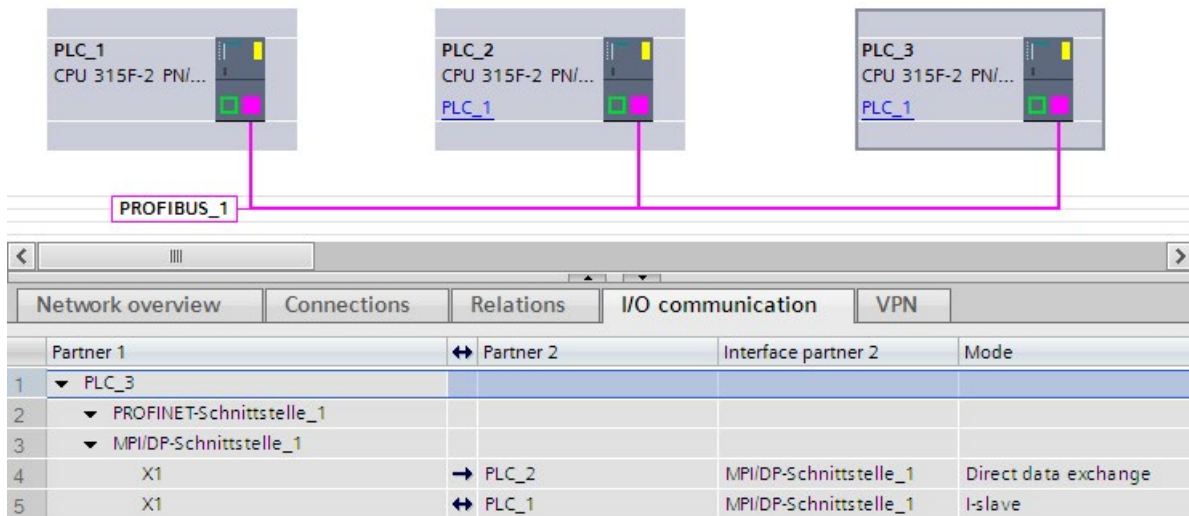 PLC_1
CPU 315F-2 PN/...
PLC_2
CPU 315F-2 PN/...
PLC_1
PLC_3
CPU 315F-2 PN/...
PLC_1
PROFIBUS_1
Network overview Connections Relations I/O communication VPN
Partner 1 ↔ Partner 2 Interface partner 2 Mode
1 PLC_3
2 PROFINET-Schnittstelle_1
3 MPI/DP-Schnittstelle_1
4 X1 → PLC_2 MPI/DP-Schnittstelle_1 Direct data exchange
5 X1 ↔ PLC_1 MPI/DP-Schnittstelle_1 I-slave